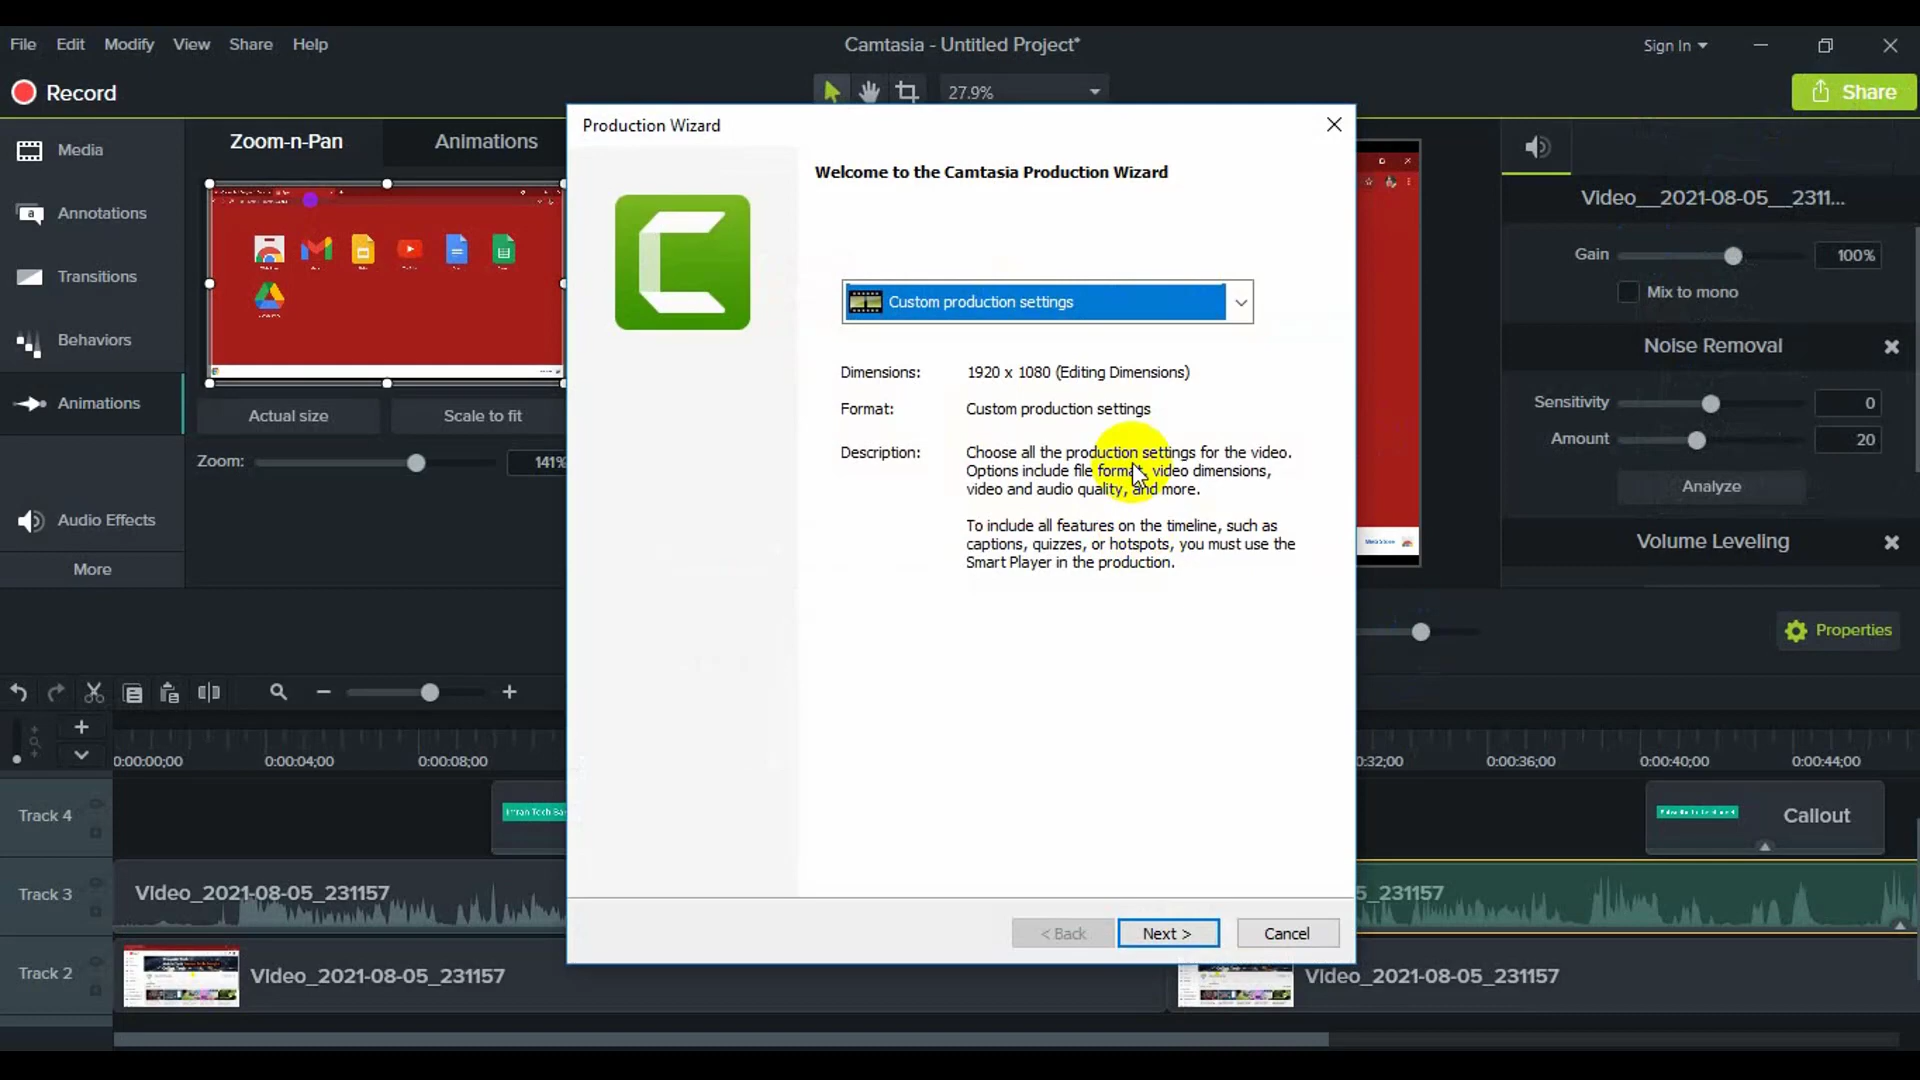 File Edit Modify View Share Help
Camtasia - Untitled Project*
Sign In
Record
27.9%
Share
Media
Annotations
Transitions
Behaviors
Animations
Audio Effects
More
Zoom-n-Pan
Animations
Actual size
Scale to fit
Zoom:
141%
Production Wizard
Welcome to the Camtasia Production Wizard
Custom production settings
Dimensions: 1920 x 1080 (Editing Dimensions)
Format: Custom production settings
Description: Choose all the production settings for the video.
Options include file format, video dimensions,
video and audio quality, and more.
To include all features on the timeline, such as
captions, quizzes, or hotspots, you must use the
Smart Player in the production.
< Back
Next >
Cancel
Video__2021-08-05__2311...
Gain
100%
Mix to mono
Noise Removal
Sensitivity
0
Amount
20
Analyze
Volume Leveling
Properties
0:00:00;00
0:00:04;00
0:00:08;00
0:32;00
0:00:36;00
0:00:40;00
0:00:44;00
Track 4
Imran Tech Ba
Callout
Track 3
Video_2021-08-05_231157
5_231157
Track 2
Video_2021-08-05_231157
Video_2021-08-05_231157